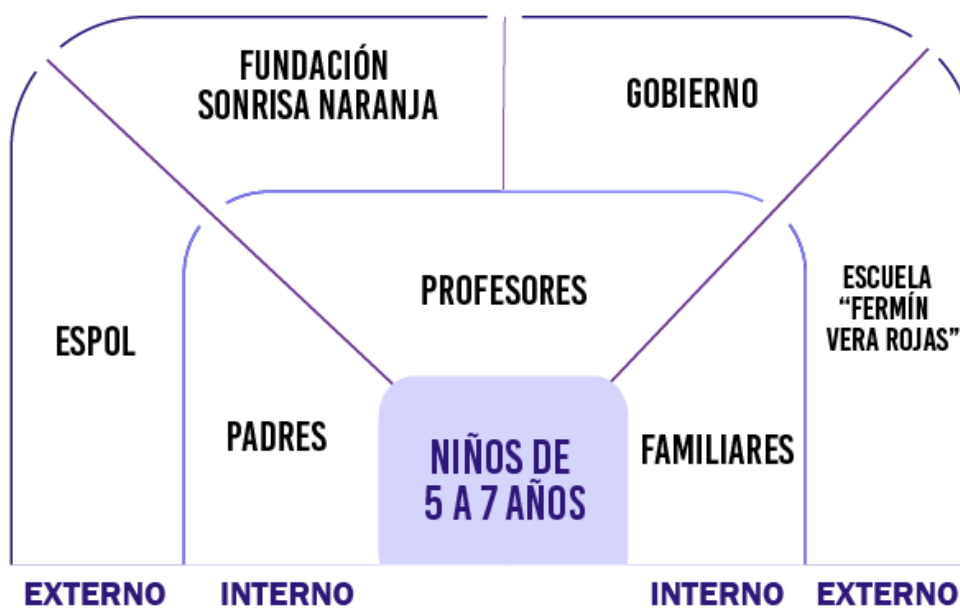 FUNDACIÓN
SONRISA NARANJA
GOBIERNO
ESPOL
PROFESORES
ESCUELA
“FERMÍN
VERA ROJAS”
PADRES
NIÑOS DE
5 A 7 AÑOS
FAMILIARES
EXTERNO
INTERNO
INTERNO
EXTERNO